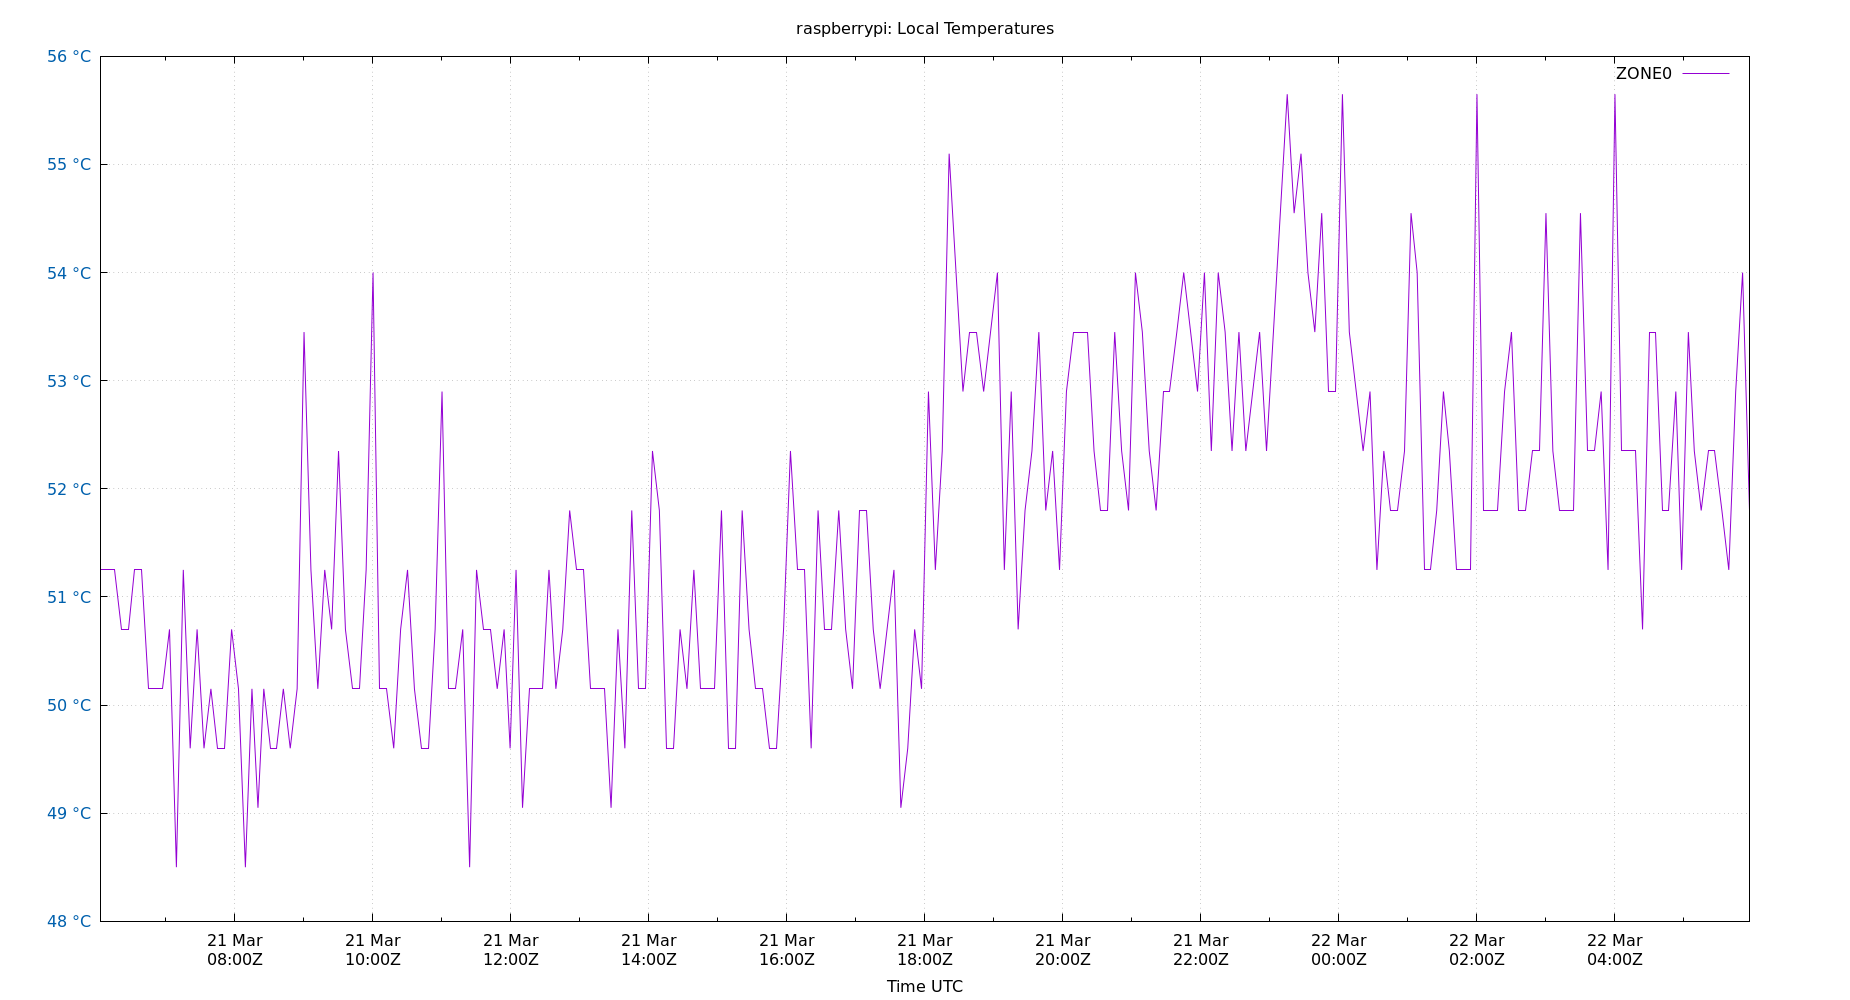 raspberrypi: Local Temperatures
56 °C
ZONE0
55 °C
54 °C
53 °C
52 °C
51 °C
50 °C
49 °C
48 °C
21 Mar 21 Mar 21 Mar 21 Mar 21 Mar 21 Mar 21 Mar 21 Mar 22 Mar 22 Mar 22 Mar
08:00Z 10:00Z 12:00Z 14:00Z 16:00Z 18:00Z 20:00Z 22:00Z 00:00Z 02:00Z 04:00Z
Time UTC